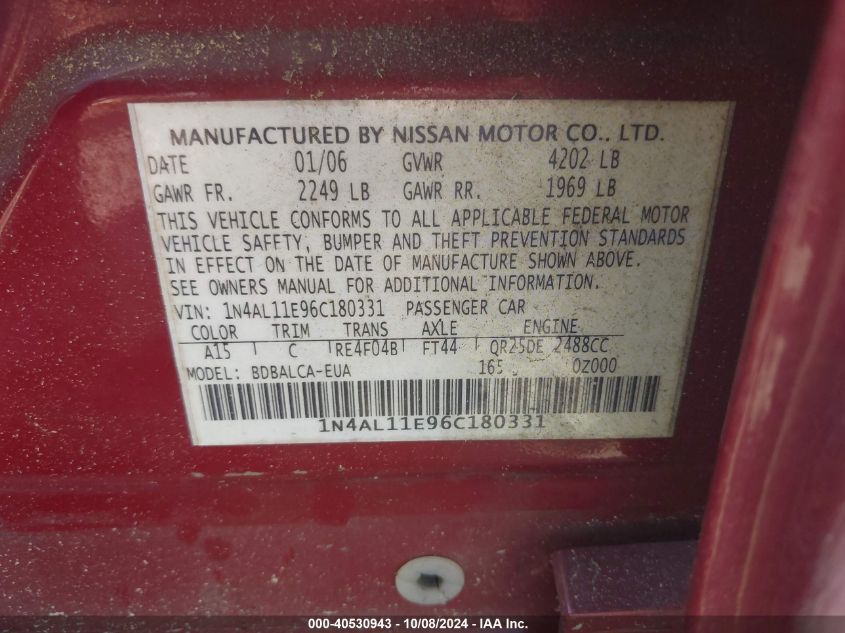 MANUFACTURED BY NISSAN MOTOR CO., LTD.
DATE 01/06 GVWR 4202 LB
GAWR FR. 2249 LB GAWR RR. 1969 LB
THIS VEHICLE CONFORMS TO ALL APPLICABLE FEDERAL MOTOR
VEHICLE SAFETY, BUMPER AND THEFT PREVENTION STANDARDS
IN EFFECT ON THE DATE OF MANUFACTURE SHOWN ABOVE.
SEE OWNERS MANUAL FOR ADDITIONAL INFORMATION.
VIN: 1N4AL11E96C180331 PASSENGER CAR
COLOR TRIM TRANS AXLE ENGINE
A15 C RE4F04B FT44 QR25DE 2488CC
MODEL: BDBALCA-EUA 165 0Z000
1N4AL11E96C180331
000-40530943 - 10/08/2024 - IAA Inc.